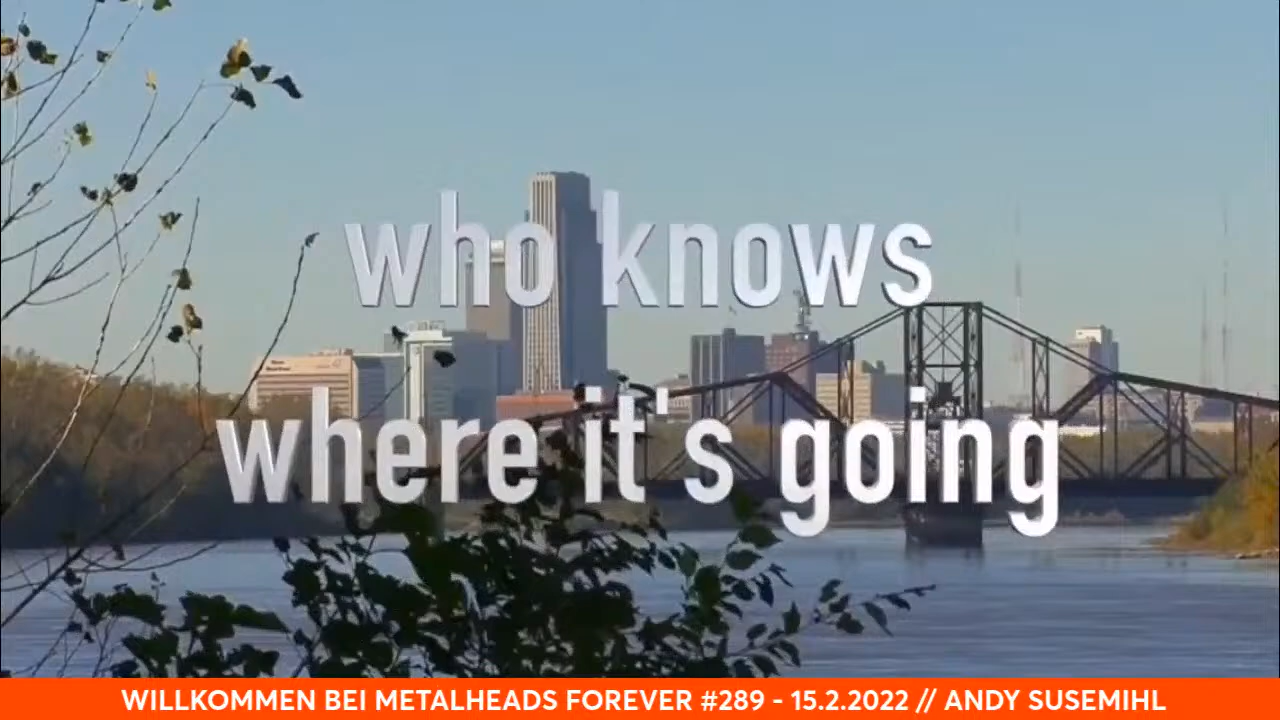 who knows
where it's going
WILLKOMMEN BEI METALHEADS FOREVER #289 - 15.2.2022 // ANDY SUSEMIHL